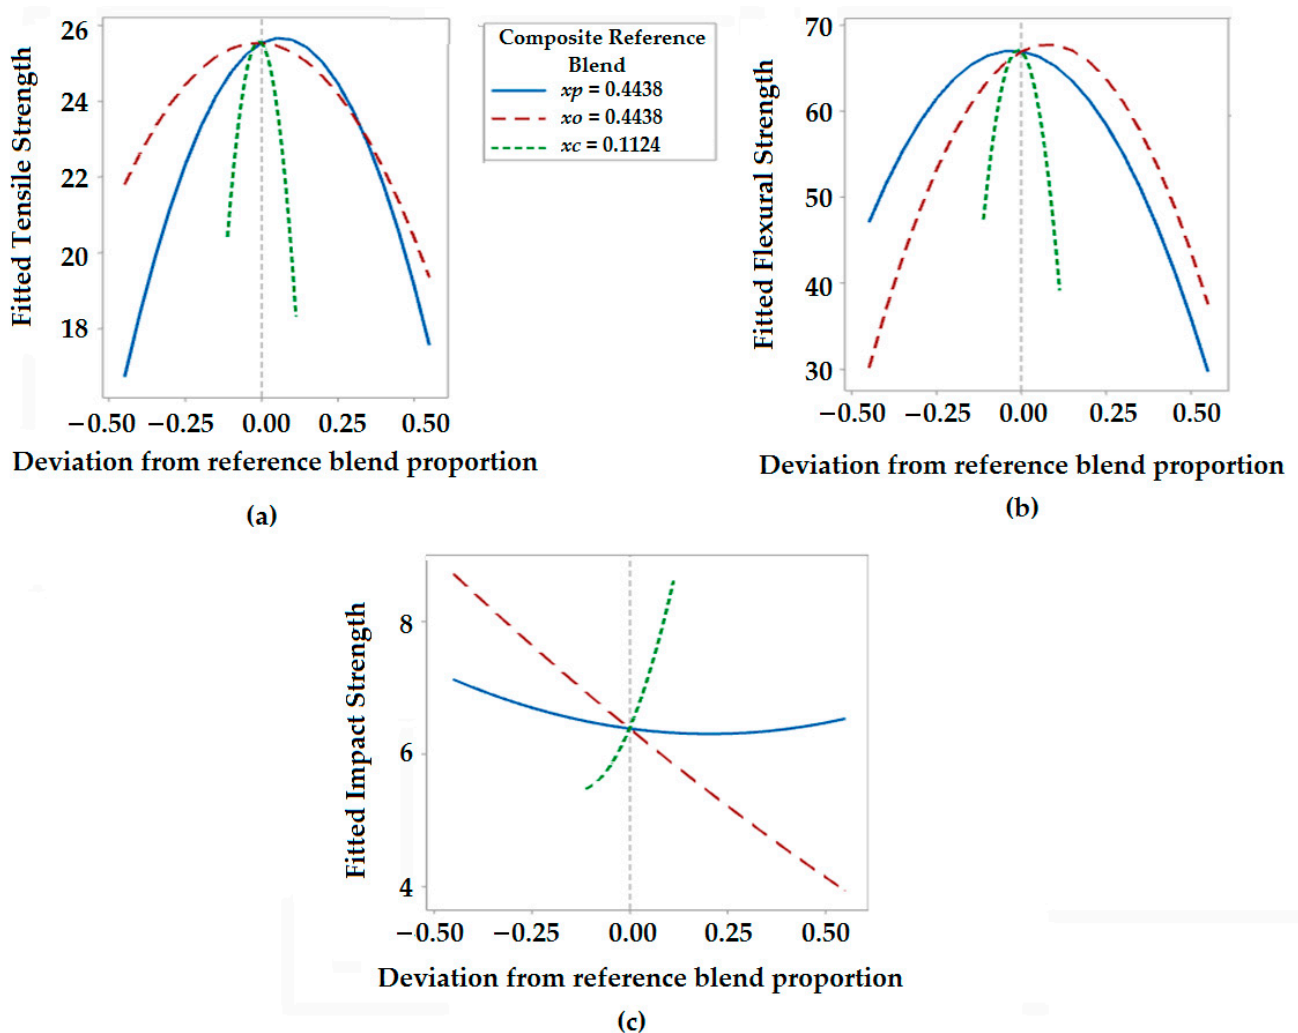 Fitted Tensile Strength
26
24
22
20
18
−0.50 −0.25 0.00 0.25 0.50
Deviation from reference blend proportion
(a)
Composite Reference
Blend
xp = 0.4438
xo = 0.4438
xc = 0.1124
Fitted Flexural Strength
70
60
50
40
30
−0.50 −0.25 0.00 0.25 0.50
Deviation from reference blend proportion
(b)
Fitted Impact Strength
8
6
4
−0.50 −0.25 0.00 0.25 0.50
Deviation from reference blend proportion
(c)